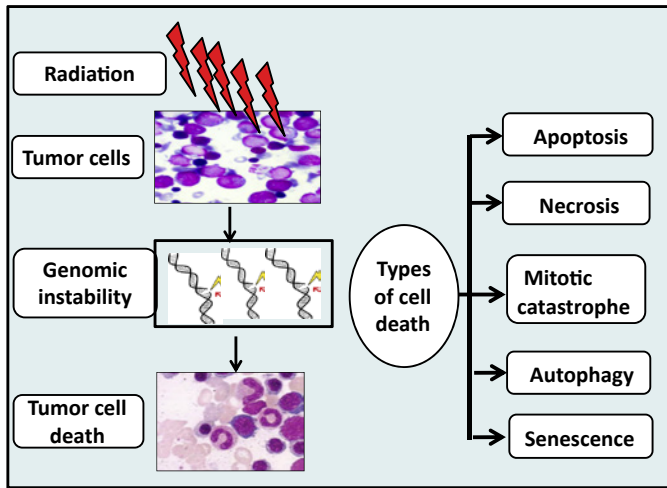 Radiation
Tumor cells
Genomic
instability
Tumor cell
death
Types
of cell
death
Apoptosis
Necrosis
Mitotic
catastrophe
Autophagy
Senescence